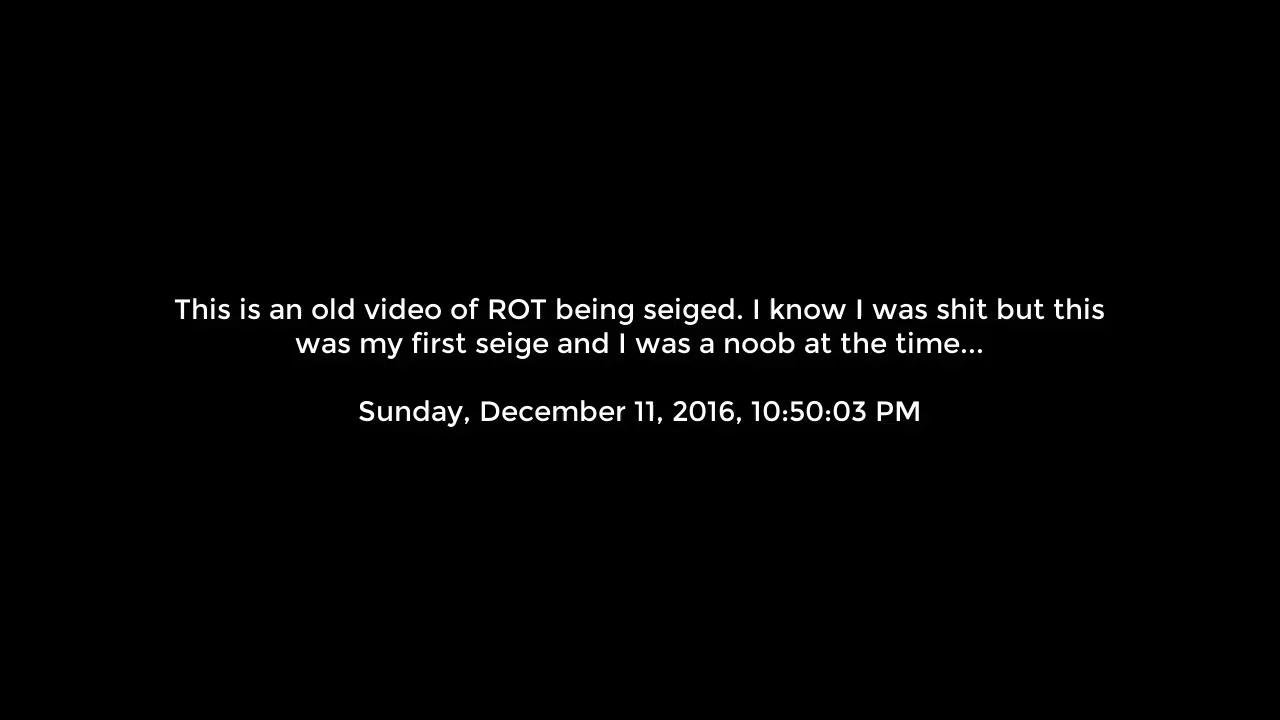 This is an old video of ROT being seiged. I know I was shit but this
was my first seige and I was a noob at the time...
Sunday, December 11, 2016, 10:50:03 PM